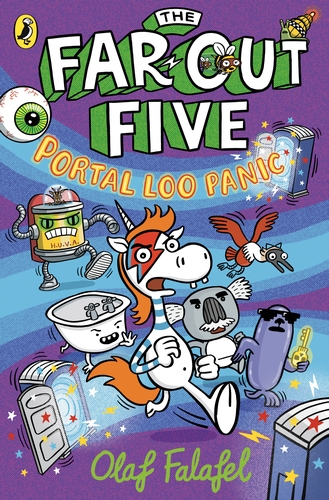 THE
FAR OUT
FIVE
PORTAL LOO PANIC
H.U.V.A.
Olaf Falafel